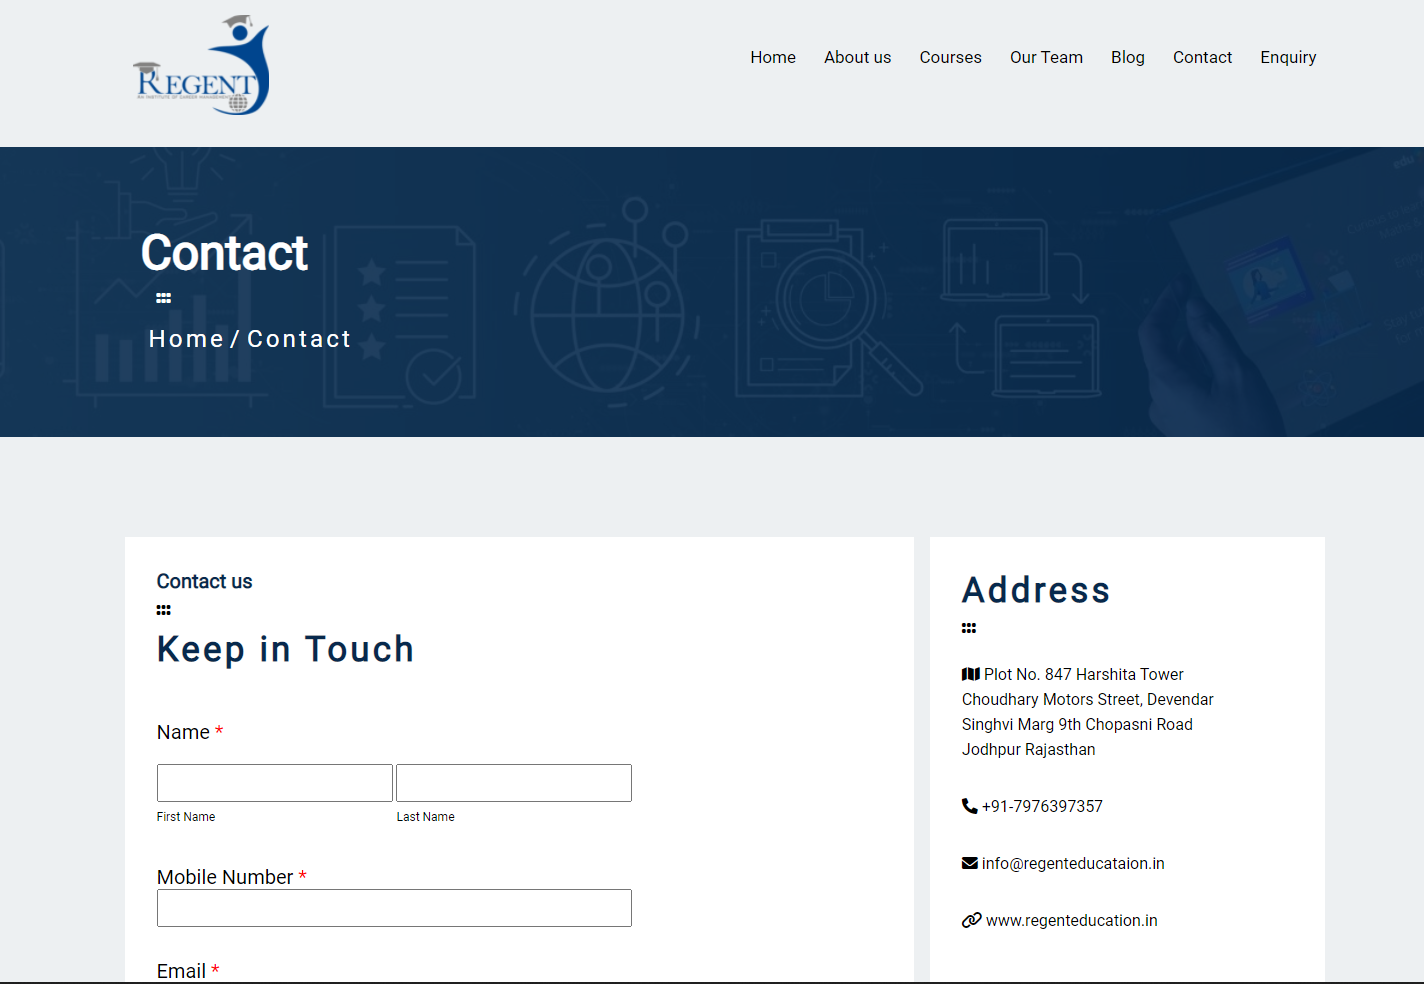 REGENT
Home About us Courses Our Team Blog Contact Enquiry
Contact
Home / Contact
Contact us
Keep in Touch
Name *
First Name Last Name
Mobile Number *
Email *
Address
Plot No. 847 Harshita Tower
Choudhary Motors Street, Devendar
Singhvi Marg 9th Chopasni Road
Jodhpur Rajasthan
+91-7976397357
info@regenteducataion.in
www.regenteducation.in